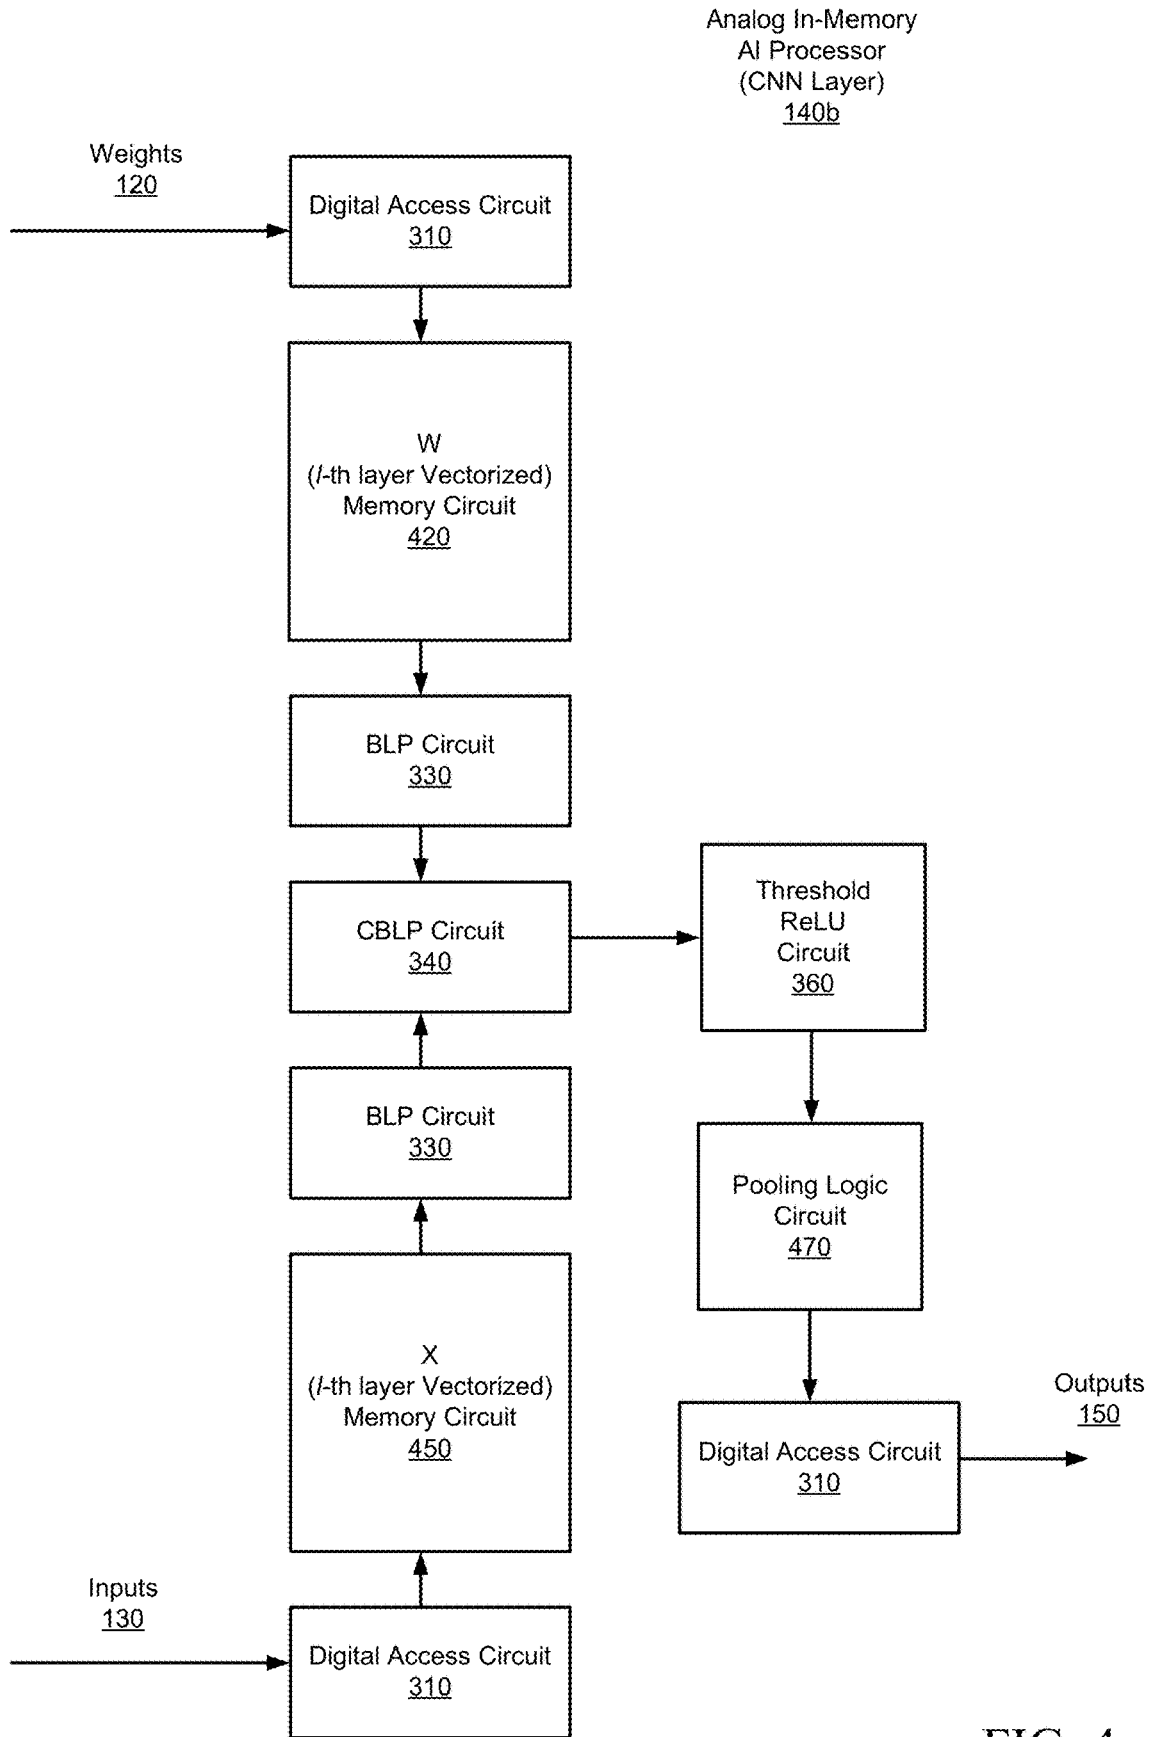 Analog In-Memory
AI Processor
(CNN Layer)
140b
Weights
120
Digital Access Circuit
310
W
(l-th layer Vectorized)
Memory Circuit
420
BLP Circuit
330
CBLP Circuit
340
Threshold
ReLU
Circuit
360
BLP Circuit
330
Pooling Logic
Circuit
470
X
(l-th layer Vectorized)
Memory Circuit
450
Outputs
150
Digital Access Circuit
310
Inputs
130
Digital Access Circuit
310
FIG. 4